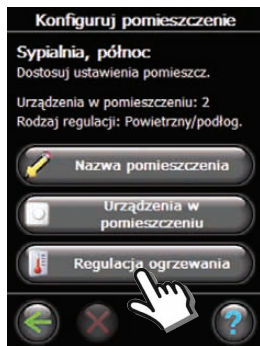 Konfiguruj pomieszczenie
Sypialnia, północ
Dostosuj ustawienia pomieszcz.
Urządzenia w pomieszczeniu: 2
Rodzaj regulacji: Powietrzny/podłog.
Nazwa pomieszczenia
Urządzenia w
pomieszczeniu
Regulacja ogrzewania
?